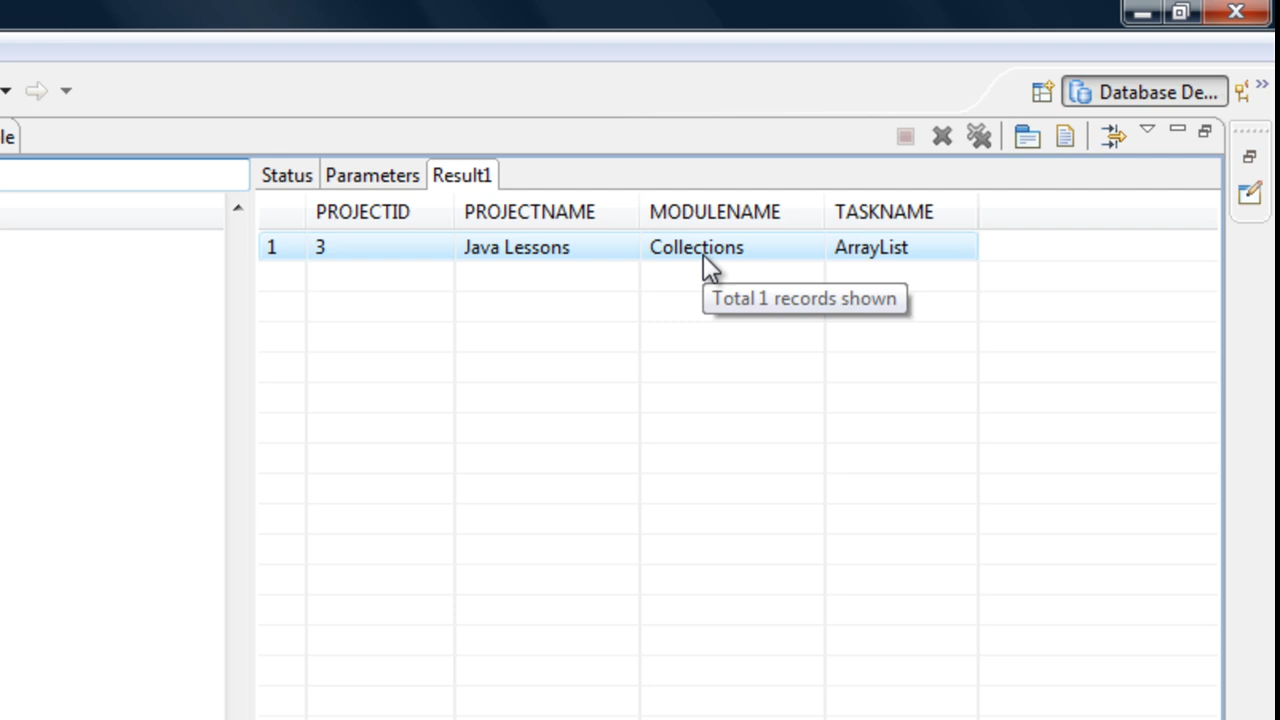 Database De...
le
Status Parameters Result1
PROJECTID PROJECTNAME MODULENAME TASKNAME
1 3 Java Lessons Collections ArrayList
Total 1 records shown